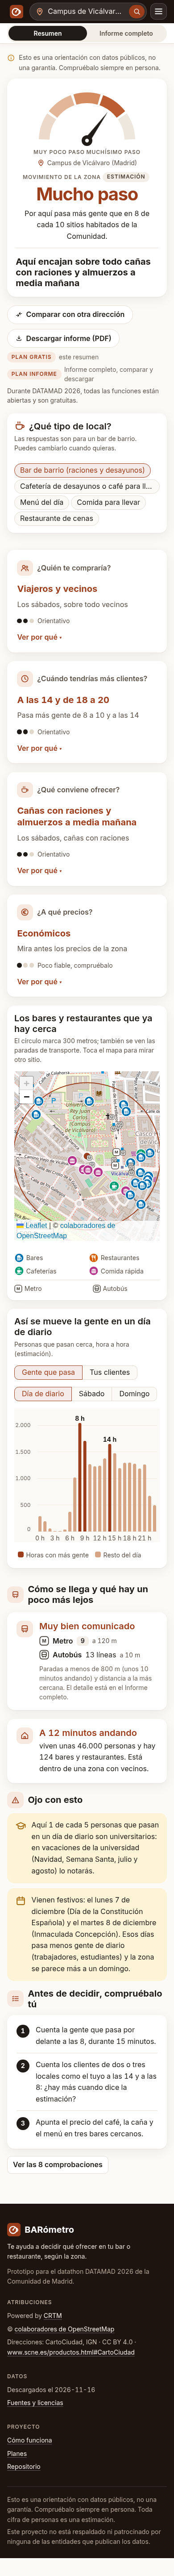 Campus de Vicálvar...
Resumen
Informe completo
Esto es una orientación con datos públicos, no
una garantía. Compruébalo siempre en persona.
MUY POCO PASO
MUCHÍSIMO PASO
Campus de Vicálvaro (Madrid)
MOVIMIENTO DE LA ZONA
ESTIMACIÓN
Mucho paso
Por aquí pasa más gente que en 8 de
cada 10 sitios habitados de la
Comunidad.
Aquí encajan sobre todo cañas
con raciones y almuerzos a
media mañana
Comparar con otra dirección
Descargar informe (PDF)
PLAN GRATIS
este resumen
PLAN INFORME
Informe completo, comparar y
descargar
Durante DATAMAD 2026, todas las funciones están
abiertas y son gratuitas.
¿Qué tipo de local?
Las respuestas son para un bar de barrio.
Puedes cambiarlo cuando quieras.
Bar de barrio (raciones y desayunos)
Cafetería de desayunos o café para ll...
Menú del día
Comida para llevar
Restaurante de cenas
¿Quién te compraría?
Viajeros y vecinos
Los sábados, sobre todo vecinos
Orientativo
Ver por qué
¿Cuándo tendrías más clientes?
A las 14 y de 18 a 20
Pasa más gente de 8 a 10 y a las 14
Orientativo
Ver por qué
¿Qué conviene ofrecer?
Cañas con raciones y
almuerzos a media mañana
Los sábados, cañas con raciones
Orientativo
Ver por qué
¿A qué precios?
Económicos
Mira antes los precios de la zona
Poco fiable, compruébalo
Ver por qué
Los bares y restaurantes que ya
hay cerca
El círculo marca 300 metros; también se ven las
paradas de transporte. Toca el mapa para mirar
otro sitio.
+
−
Universidad
Rey Juan
Carlos
Campus
de Vicálvaro
Vicálvaro
Leaflet | © colaboradores de
OpenStreetMap
Bares
Restaurantes
Cafeterías
Comida rápida
M Metro
Autobús
Así se mueve la gente en un día
de diario
Personas que pasan cerca, hora a hora
(estimación).
Gente que pasa
Tus clientes
Día de diario
Sábado
Domingo
8 h
14 h
2.000
1.500
1.000
500
0
0 h
3 h
6 h
9 h
12 h
15 h
18 h
21 h
Horas con más gente
Resto del día
Cómo se llega y qué hay un
poco más lejos
Muy bien comunicado
M Metro 9 a 120 m
Autobús 13 líneas a 10 m
Paradas a menos de 800 m (unos 10
minutos andando) y distancia a la más
cercana. El detalle está en el Informe
completo.
A 12 minutos andando
viven unas 46.000 personas y hay
124 bares y restaurantes. Está
dentro de una zona con vecinos.
Ojo con esto
Aquí 1 de cada 5 personas que pasan
en un día de diario son universitarios:
en vacaciones de la universidad
(Navidad, Semana Santa, julio y
agosto) lo notarás.
Vienen festivos: el lunes 7 de
diciembre (Día de la Constitución
Española) y el martes 8 de diciembre
(Inmaculada Concepción). Esos días
pasa menos gente de diario
(trabajadores, estudiantes) y la zona
se parece más a un domingo.
Antes de decidir, compruébalo
tú
1 Cuenta la gente que pasa por
delante a las 8, durante 15 minutos.
2 Cuenta los clientes de dos o tres
locales como el tuyo a las 14 y a las
8: ¿hay más cuando dice la
estimación?
3 Apunta el precio del café, la caña y
el menú en tres bares cercanos.
Ver las 8 comprobaciones
BARómetro
Te ayuda a decidir qué ofrecer en tu bar o
restaurante, según la zona.
Prototipo para el datathon DATAMAD 2026 de la
Comunidad de Madrid.
ATRIBUCIONES
Powered by CRTM
© colaboradores de OpenStreetMap
Direcciones: CartoCiudad, IGN · CC BY 4.0 ·
www.scne.es/productos.html#CartoCiudad
DATOS
Descargados el 2026-11-16
Fuentes y licencias
PROYECTO
Cómo funciona
Planes
Repositorio
Esto es una orientación con datos públicos, no una
garantía. Compruébalo siempre en persona. Toda
cifra de personas es una estimación.
Este proyecto no está respaldado ni patrocinado por
ninguna de las entidades que publican los datos.